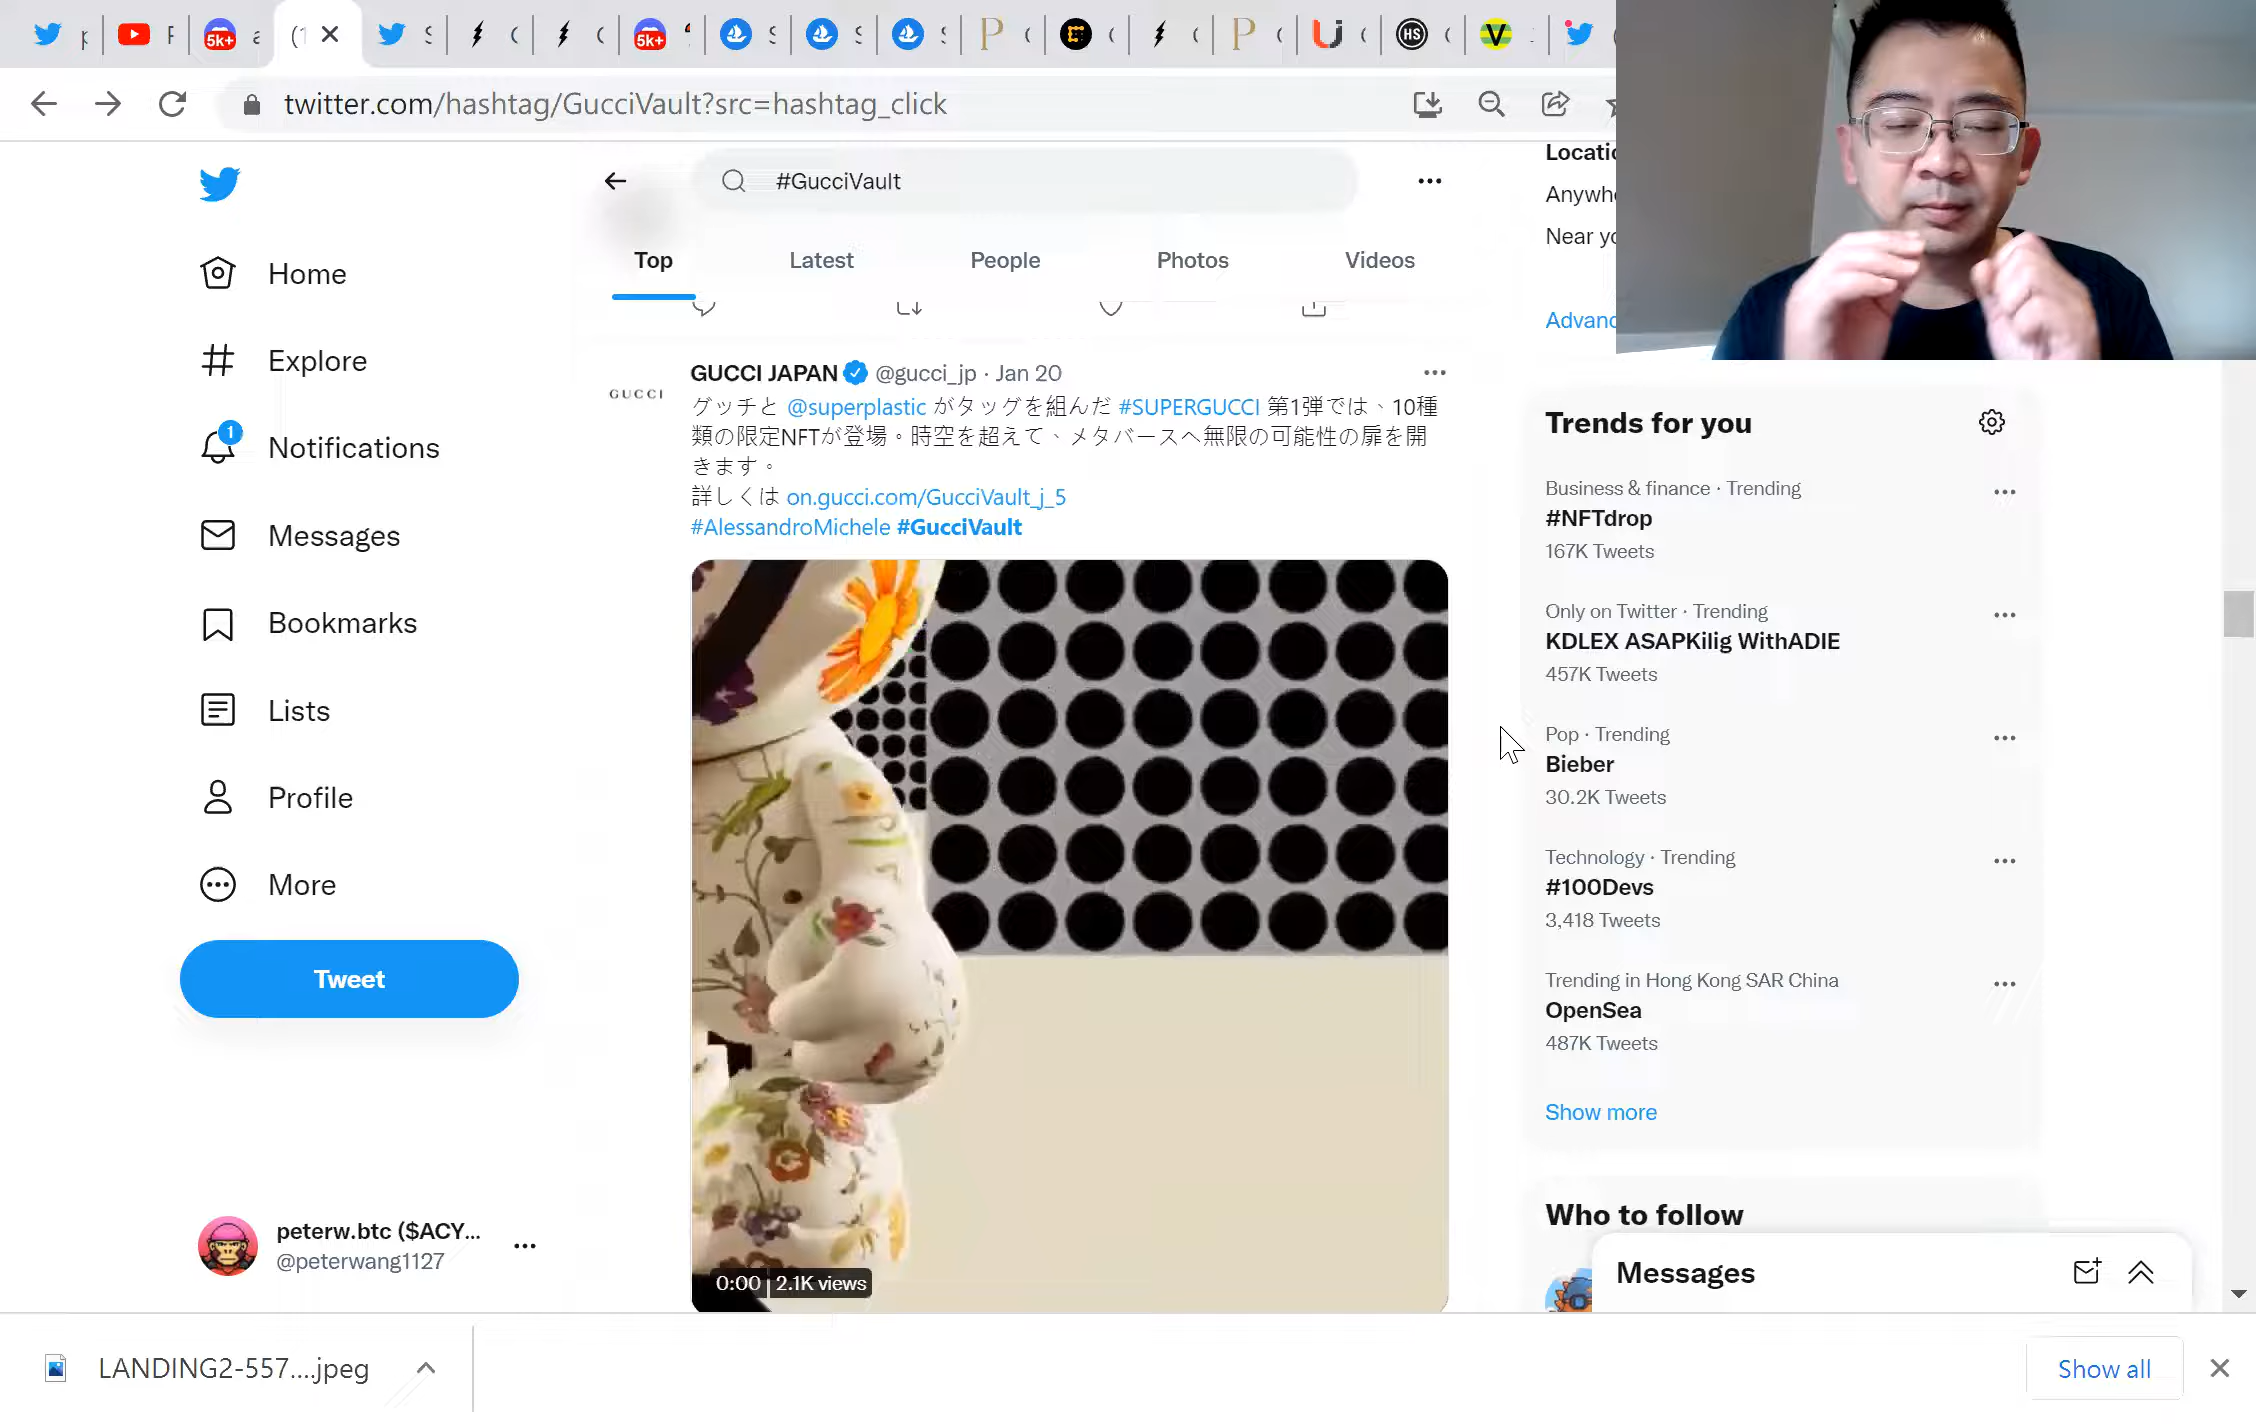 5k+
5k+
HS
twitter.com/hashtag/GucciVault?src=hashtag_click
Home
Explore
1
Notifications
Messages
Bookmarks
Lists
Profile
More
Tweet
peterw.btc ($ACY...
@peterwang1127
#GucciVault
Top
Latest
People
Photos
Videos
GUCCI
GUCCI JAPAN @gucci_jp · Jan 20
グッチと @superplastic がタッグを組んだ #SUPERGUCCI 第1弾では、10種
類の限定NFTが登場。時空を超えて、メタバースへ無限の可能性の扉を開
きます。
詳しくは on.gucci.com/GucciVault_j_5
#AlessandroMichele #GucciVault
0:00 | 2.1K views
Trends for you
Business & finance · Trending
#NFTdrop
167K Tweets
Only on Twitter · Trending
KDLEX ASAPKilig WithADIE
457K Tweets
Pop · Trending
Bieber
30.2K Tweets
Technology · Trending
#100Devs
3,418 Tweets
Trending in Hong Kong SAR China
OpenSea
487K Tweets
Show more
Who to follow
Messages
LANDING2-557....jpeg
Show all